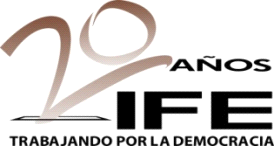 20 AÑOS
IFE
TRABAJANDO POR LA DEMOCRACIA